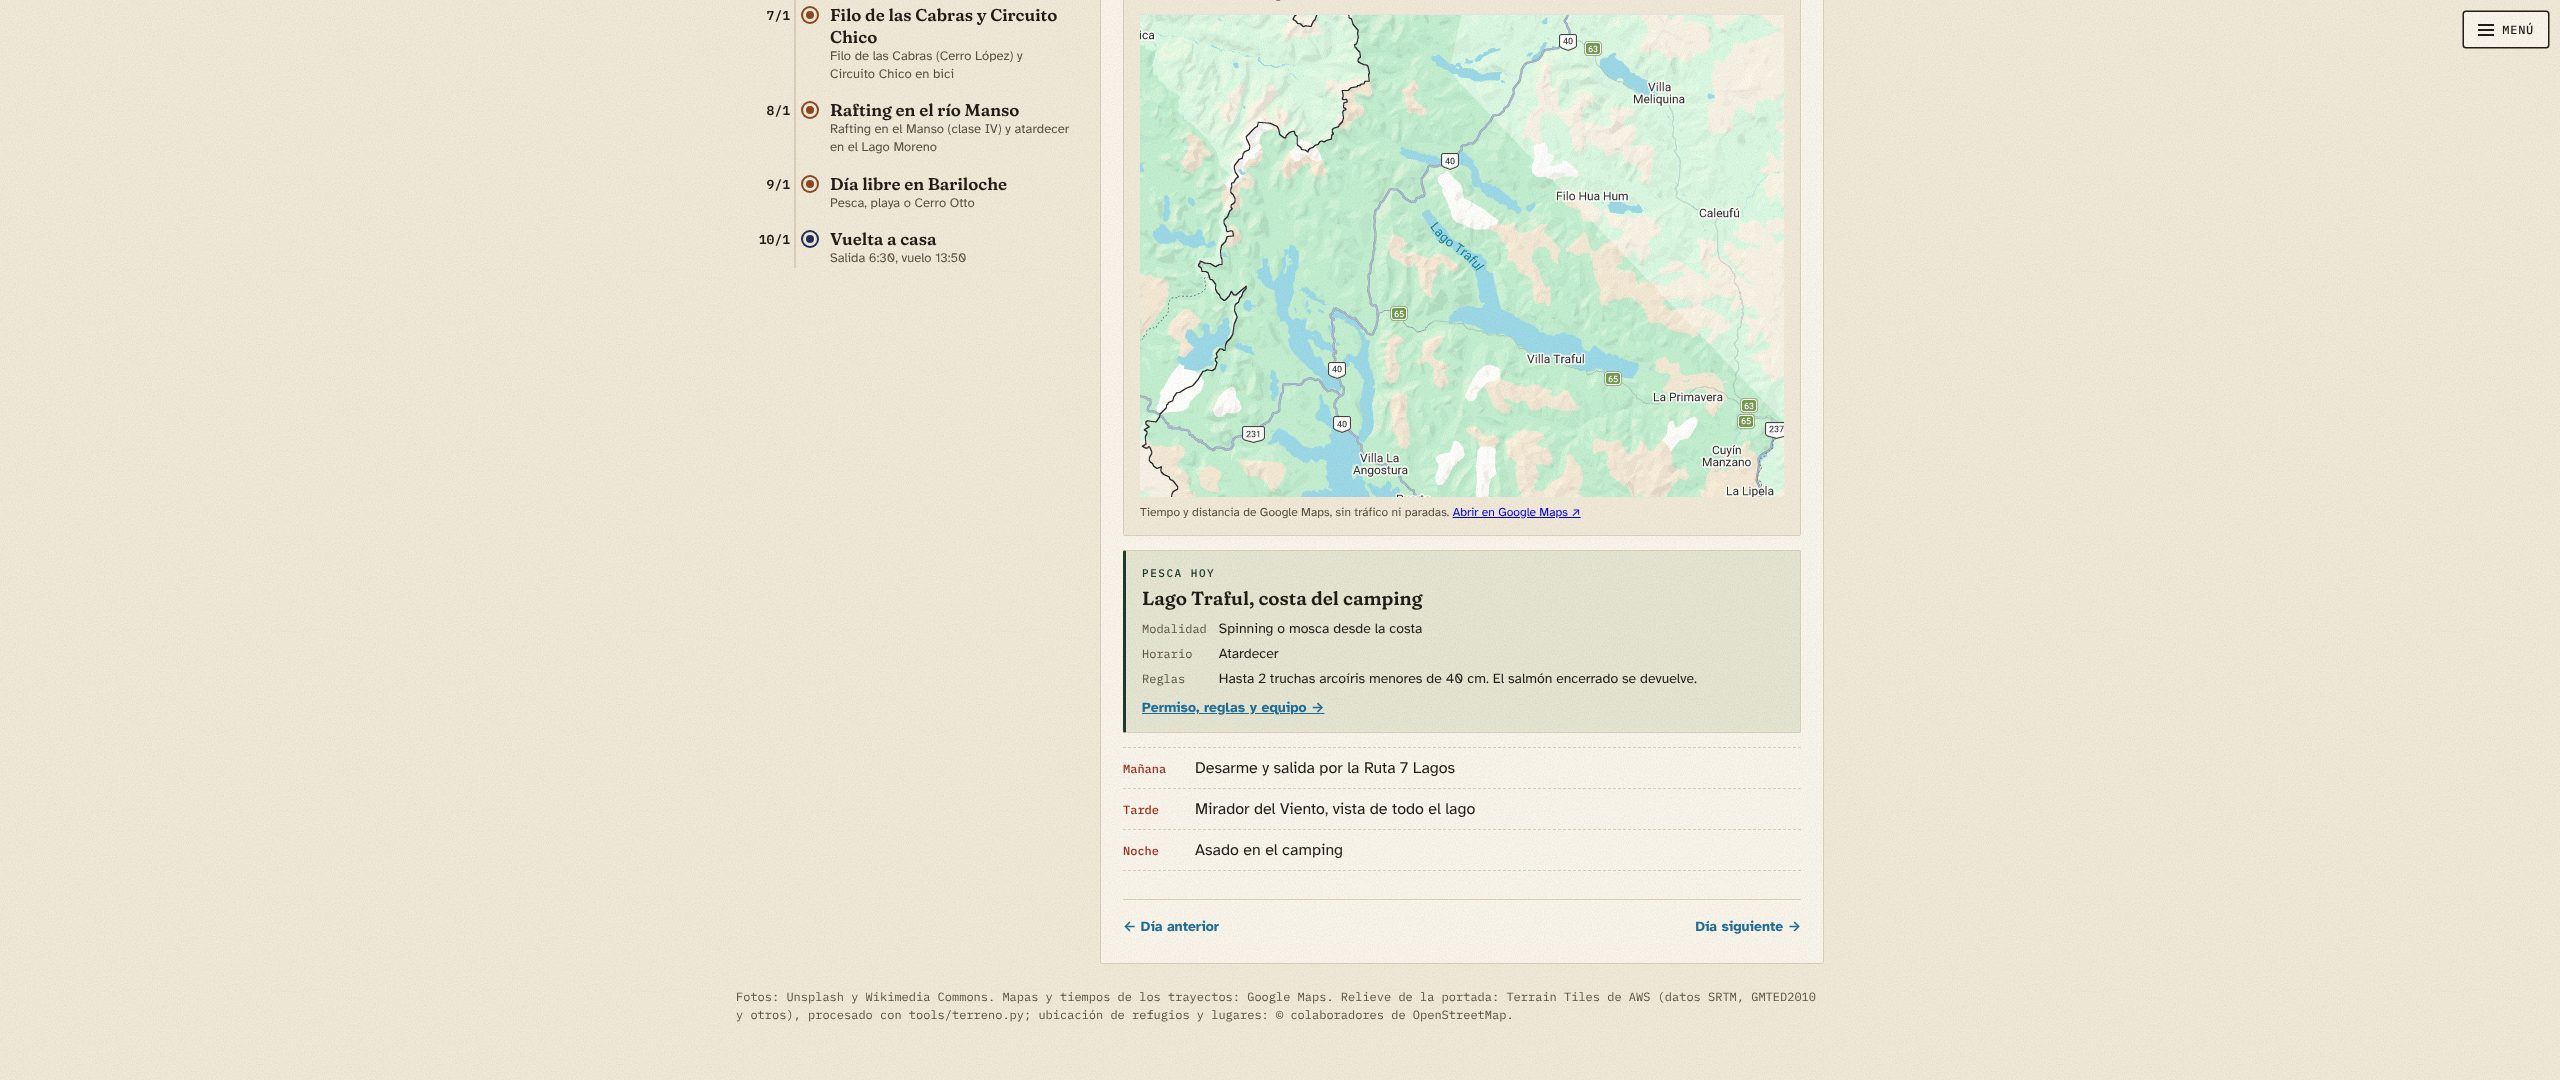 MENÚ
7/1
Filo de las Cabras y Circuito
Chico
Filo de las Cabras (Cerro López) y
Circuito Chico en bici
8/1
Rafting en el río Manso
Rafting en el Manso (clase IV) y atardecer
en el Lago Moreno
9/1
Día libre en Bariloche
Pesca, playa o Cerro Otto
10/1
Vuelta a casa
Salida 6:30, vuelo 13:50
ica
40
63
Villa
Meliquina
40
Filo Hua Hum
Caleufú
Lago Traful
65
40
Villa Traful
65
La Primavera
63
65
40
231
237
Villa La
Angostura
Cuyín
Manzano
La Lipela
Tiempo y distancia de Google Maps, sin tráfico ni paradas. Abrir en Google Maps ↗
PESCA HOY
Lago Traful, costa del camping
Modalidad Spinning o mosca desde la costa
Horario Atardecer
Reglas Hasta 2 truchas arcoíris menores de 40 cm. El salmón encerrado se devuelve.
Permiso, reglas y equipo →
Mañana Desarme y salida por la Ruta 7 Lagos
Tarde Mirador del Viento, vista de todo el lago
Noche Asado en el camping
← Día anterior
Día siguiente →
Fotos: Unsplash y Wikimedia Commons. Mapas y tiempos de los trayectos: Google Maps. Relieve de la portada: Terrain Tiles de AWS (datos SRTM, GMTED2010
y otros), procesado con tools/terreno.py; ubicación de refugios y lugares: © colaboradores de OpenStreetMap.